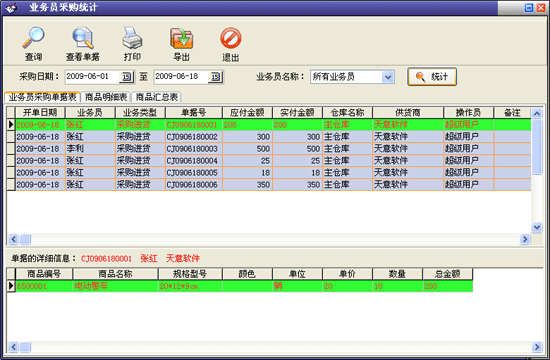 业务员采购统计
查询 查看单据 打印 导出 退出
采购日期： 2009-06-01 至 2009-06-18 业务员名称： 所有业务员 统计
业务员采购单据表 商品明细表 商品汇总表
开单日期 业务员 业务类型 单据号 应付金额 实付金额 仓库名称 供货商 操作员 备注
2009-06-18 张红 采购进货 CJ0906180001 200 200 主仓库 天意软件 超级用户
2009-06-18 张红 采购进货 CJ0906180002 300 300 主仓库 天意软件 超级用户
2009-06-18 李利 采购进货 CJ0906180003 500 500 主仓库 天意软件 超级用户
2009-06-18 张红 采购进货 CJ0906180004 25 25 主仓库 天意软件 超级用户
2009-06-18 张红 采购进货 CJ0906180005 18 18 主仓库 天意软件 超级用户
2009-06-18 张红 采购进货 CJ0906180006 350 350 主仓库 天意软件 超级用户
单据的详细信息： CJ0906180001 张红 天意软件
商品编号 商品名称 规格型号 颜色 单位 单价 数量 总金额
6500001 电动警车 20*12*9cm 辆 20 10 200